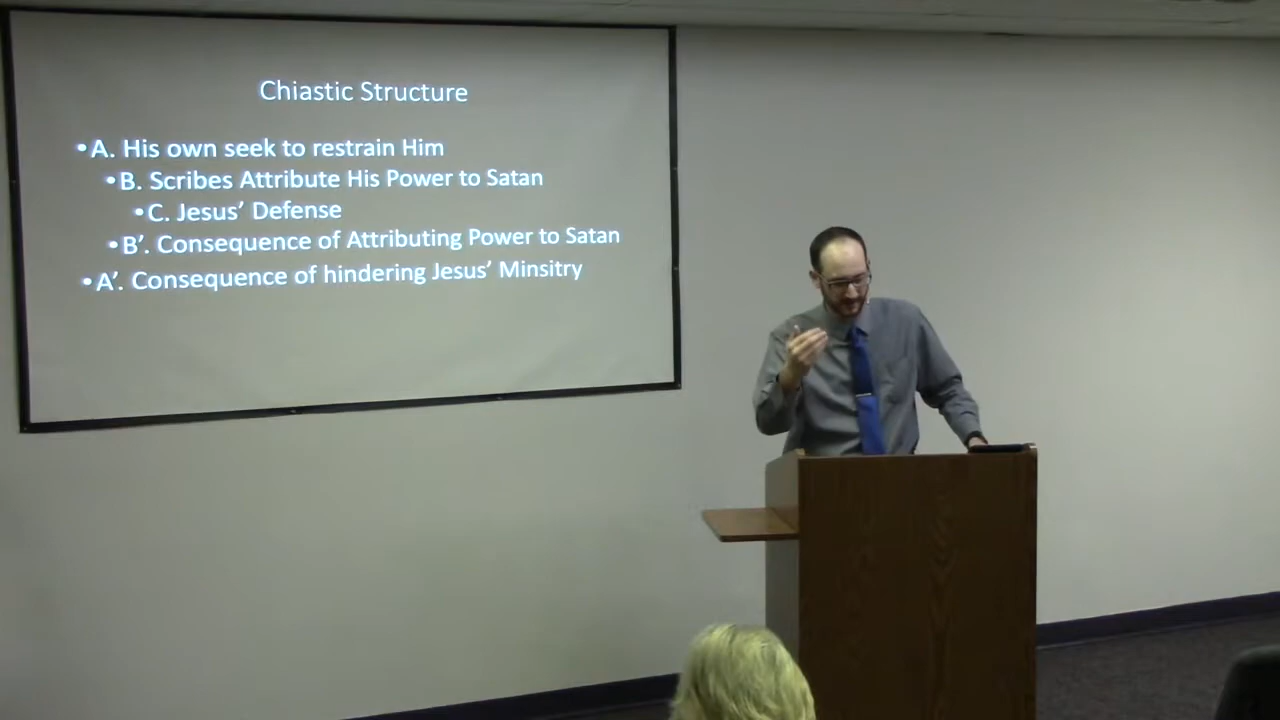 Chiastic Structure
•A. His own seek to restrain Him
•B. Scribes Attribute His Power to Satan
•C. Jesus’ Defense
•B’. Consequence of Attributing Power to Satan
•A’. Consequence of hindering Jesus’ Minsitry